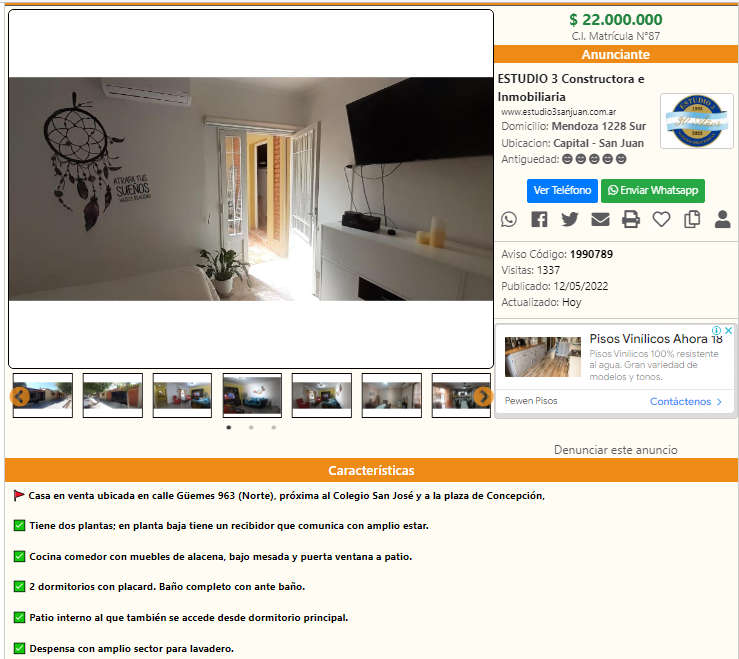 $ 22.000.000
C.I. Matrícula N°87
Anunciante
ESTUDIO 3 Constructora e
Inmobiliaria
www.estudio3sanjuan.com.ar
Domicilio: Mendoza 1228 Sur
Ubicacion: Capital - San Juan
Antiguedad:
ESTUDIO 3
1992
30 Años
2022
Ver Teléfono
Enviar Whatsapp
ATRAPA TUS
SUEÑOS
HAZLOS REALIDAD
Aviso Código: 1990789
Visitas: 1337
Publicado: 12/05/2022
Actualizado: Hoy
Pisos Vinilicos Ahora 18
Pisos Vinilicos 100% resistente
al agua. Gran variedad de
modelos y tonos.
Pewen Pisos
Contáctenos
Denunciar este anuncio
Características
Casa en venta ubicada en calle Güemes 963 (Norte), próxima al Colegio San José y a la plaza de Concepción,
Tiene dos plantas; en planta baja tiene un recibidor que comunica con amplio estar.
Cocina comedor con muebles de alacena, bajo mesada y puerta ventana a patio.
2 dormitorios con placard. Baño completo con ante baño.
Patio interno al que también se accede desde dormitorio principal.
Despensa con amplio sector para lavadero.